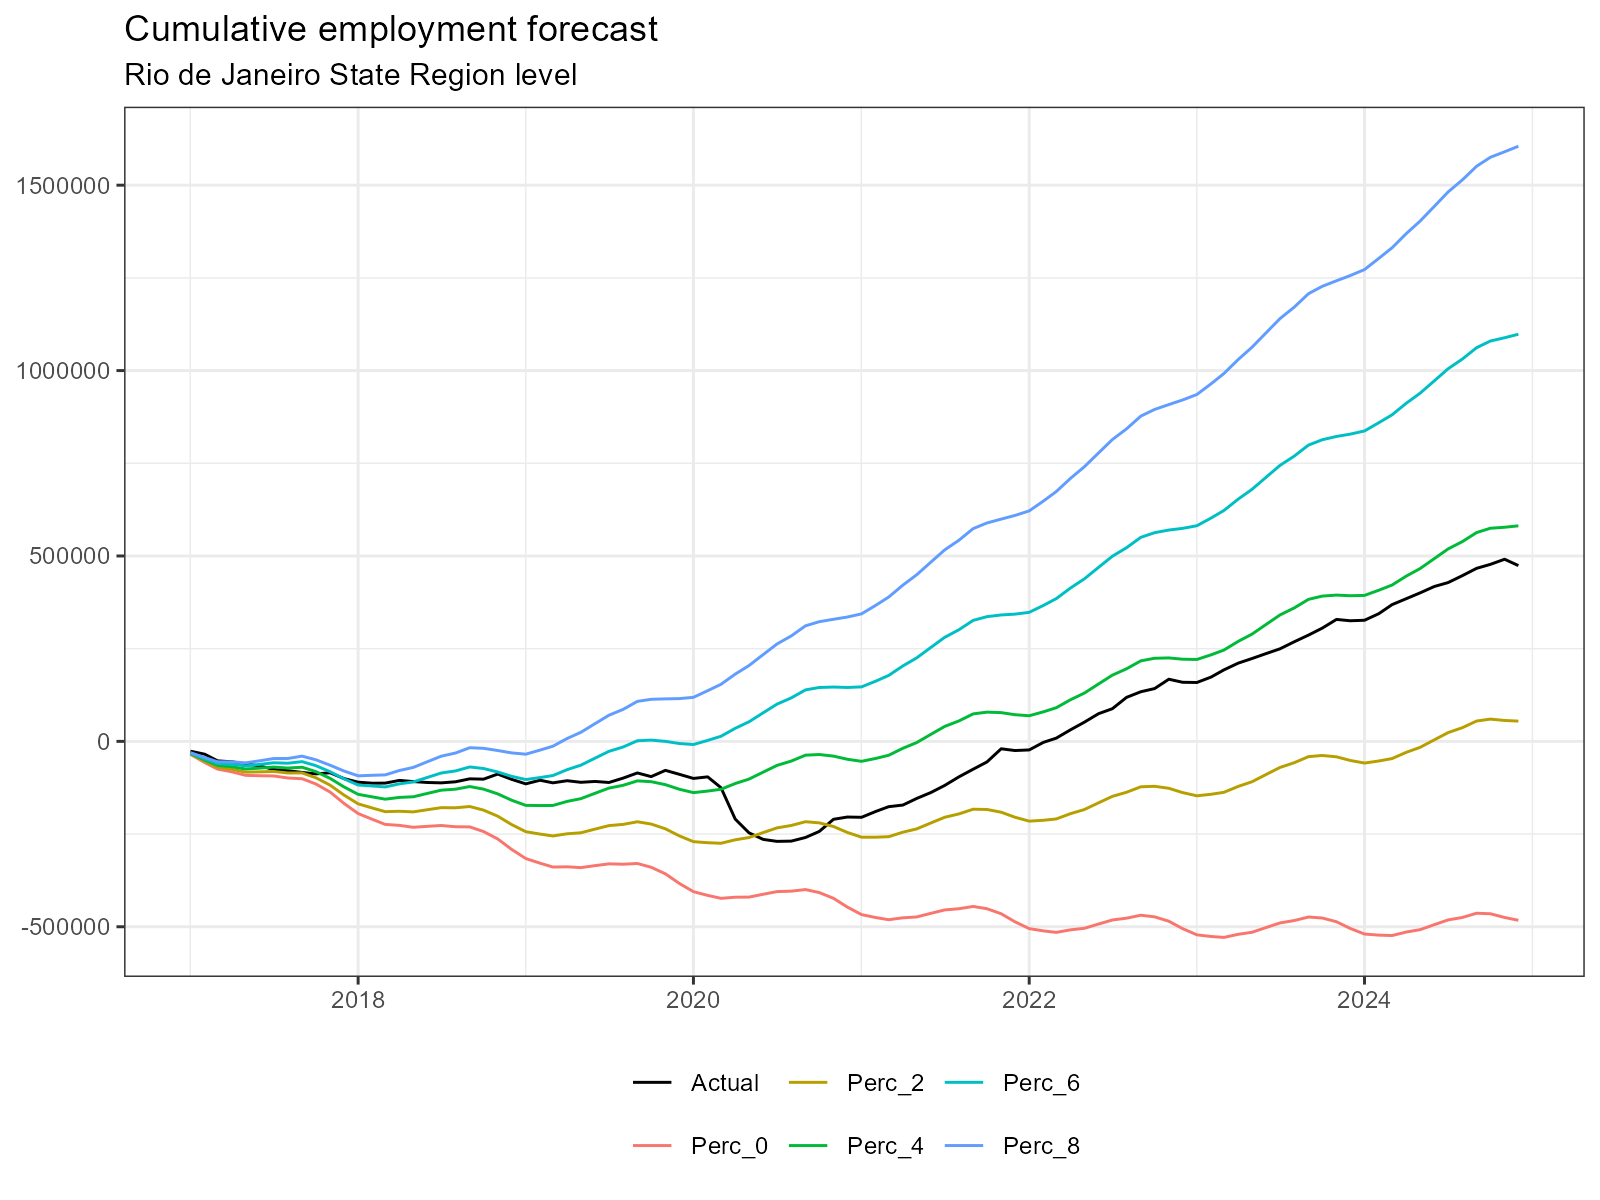 Cumulative employment forecast
Rio de Janeiro State Region level
1500000
1000000
500000
0
-500000
2018 2020 2022 2024
Actual Perc_2 Perc_6
Perc_0 Perc_4 Perc_8